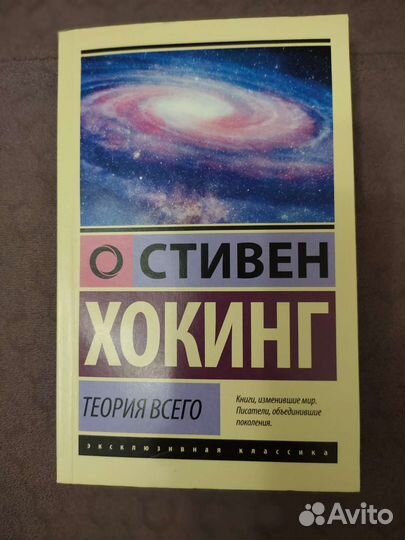 СТИВЕН
ХОКИНГ
ТЕОРИЯ ВСЕГО
Книги, изменившие мир.
Писатели, объединившие
поколения.
эксклюзивная классика
Avito